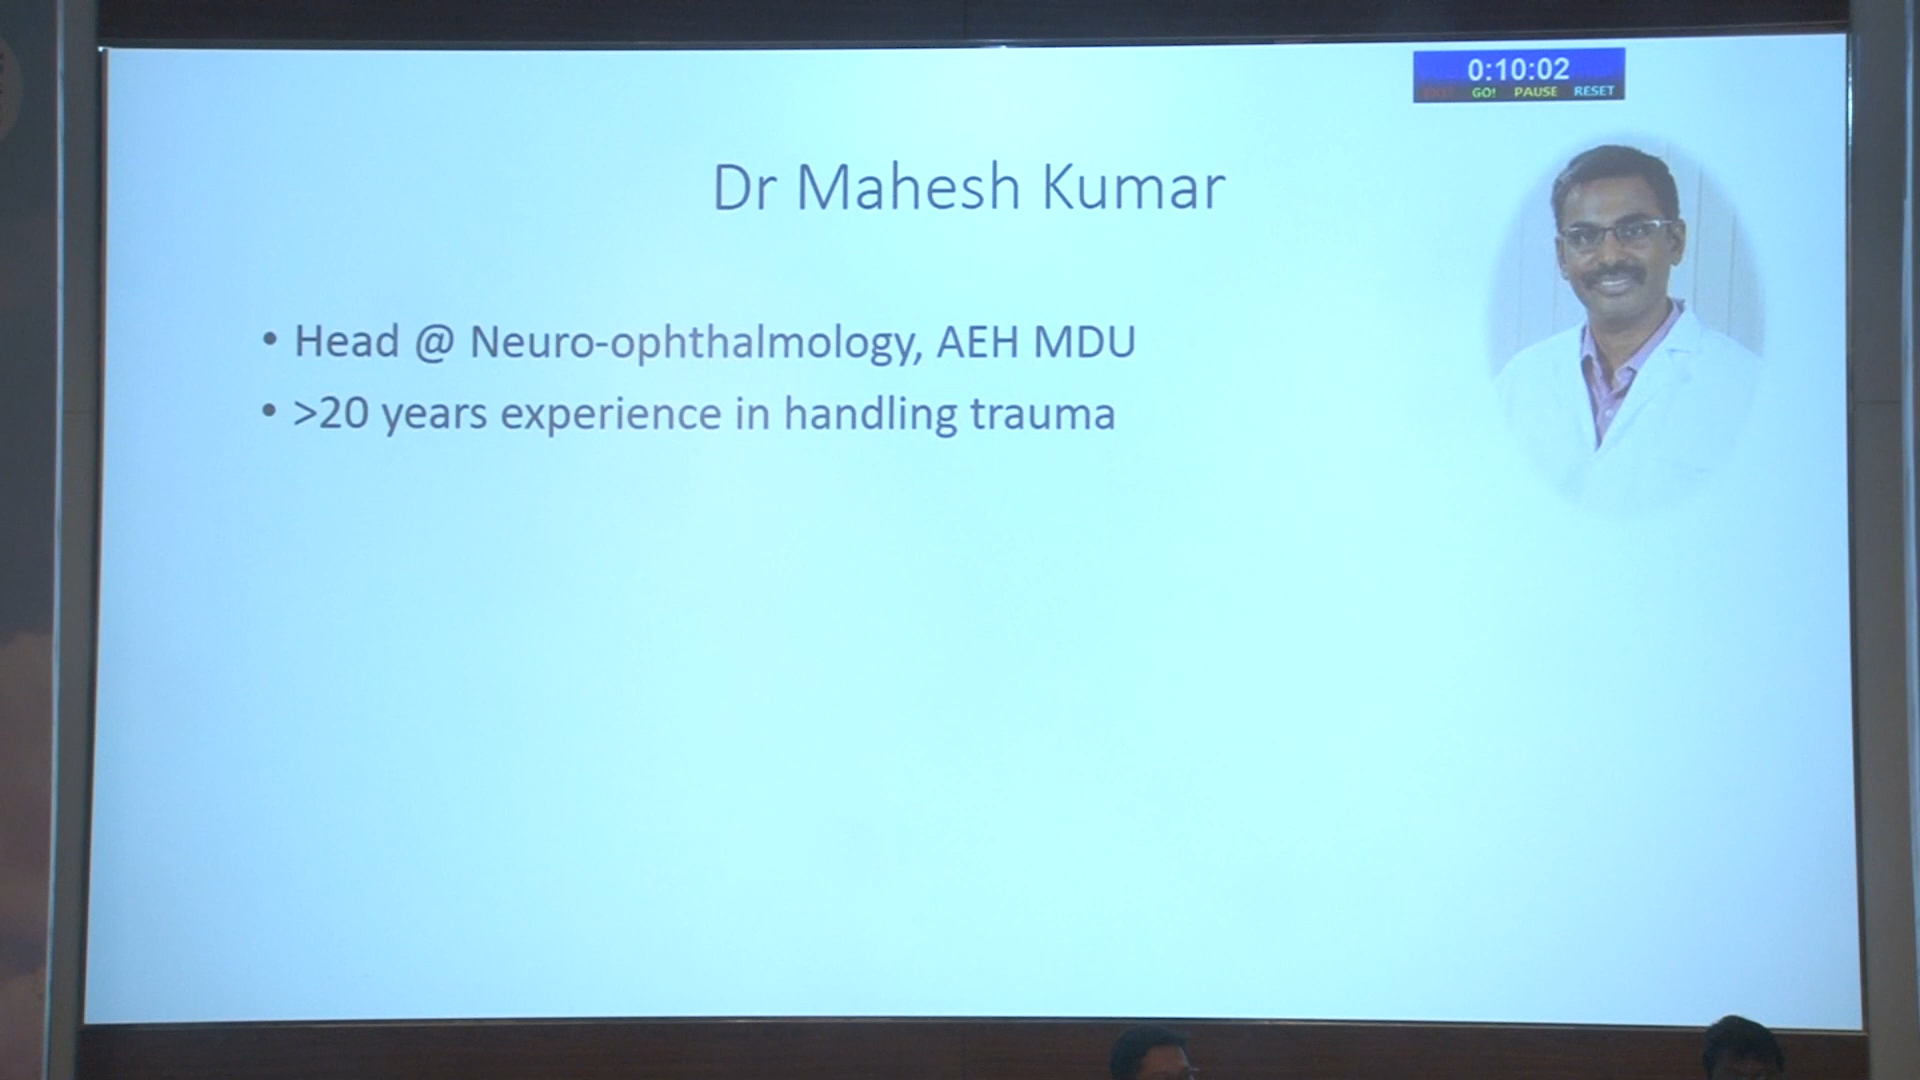 0:10:02
GO! PAUSE RESET
Dr Mahesh Kumar
• Head @ Neuro-ophthalmology, AEH MDU
• >20 years experience in handling trauma